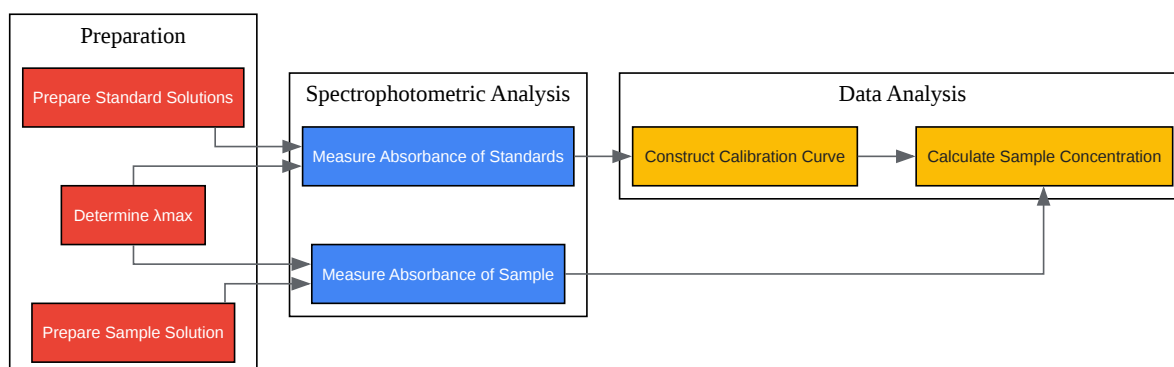 Preparation
Prepare Standard Solutions
Determine λmax
Prepare Sample Solution
Spectrophotometric Analysis
Measure Absorbance of Standards
Measure Absorbance of Sample
Data Analysis
Construct Calibration Curve
Calculate Sample Concentration